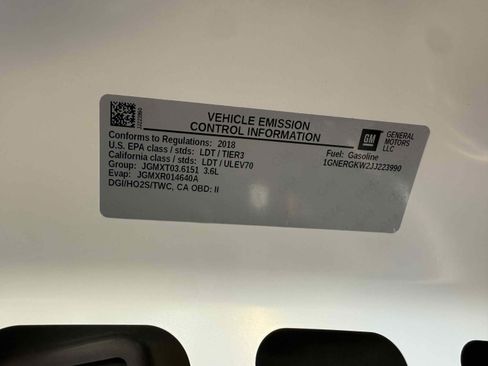 JJ223990
VEHICLE EMISSION
CONTROL INFORMATION
GM
GENERAL
MOTORS
LLC
Conforms to Regulations: 2018
U.S. EPA class / stds: LDT / TIER3
California class / stds: LDT / ULEV70
Group: JGMXT03.6151 3.6L
Evap: JGMXR014640A
DGI/HO2S/TWC, CA OBD: II
Fuel: Gasoline
1GNERGKW2JJ223990